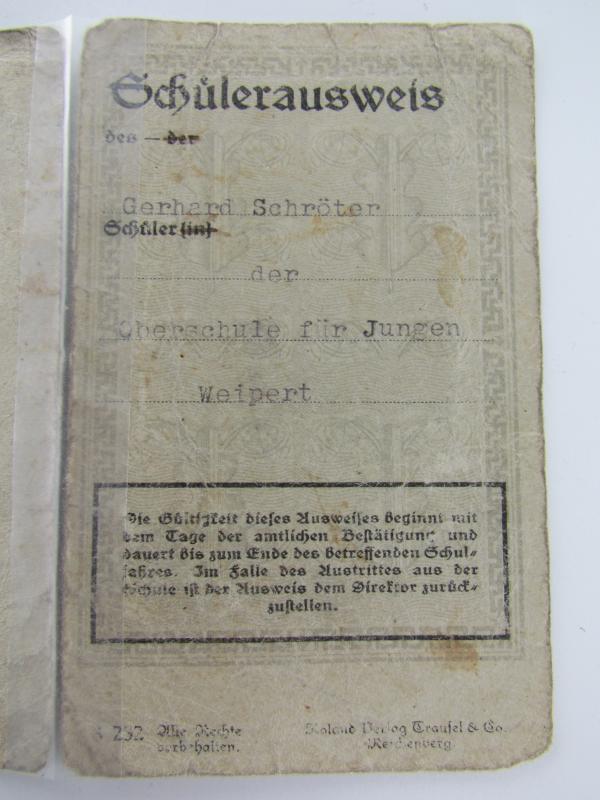 Schülerausweis
des — der
Gerhard Schröter
Schüler (in)
der
Oberschule für Jungen
Weipert
Die Gültigkeit dieses Ausweises beginnt mit
dem Tage der amtlichen Bestätigung und
dauert bis zum Ende des betreffenden Schul-
jahres. Im Falle des Austrittes aus der
Schule ist der Ausweis dem Direktor zurück-
zustellen.
232 Alle Rechte
vorbehalten.
Roland Verlag Traufel & Co.
Reichenberg